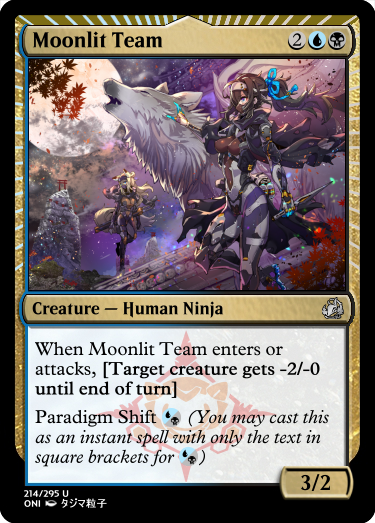 Moonlit Team 2
Creature — Human Ninja
When Moonlit Team enters or
attacks, [Target creature gets -2/-0
until end of turn]
Paradigm Shift (You may cast this
as an instant spell with only the text in
square brackets for )
3/2
214/295 U
ONI タジマ粒子